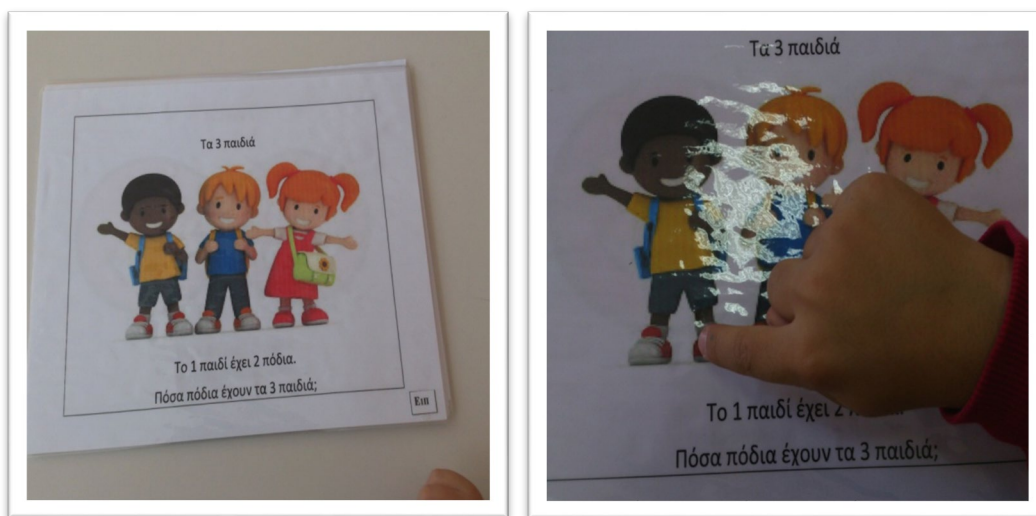 Τα 3 παιδιά
Το 1 παιδί έχει 2 πόδια.
Πόσα πόδια έχουν τα 3 παιδιά;
Τα 3 παιδιά
Το 1 παιδί έχει 2
Πόσα πόδια έχουν τα 3 παιδιά;